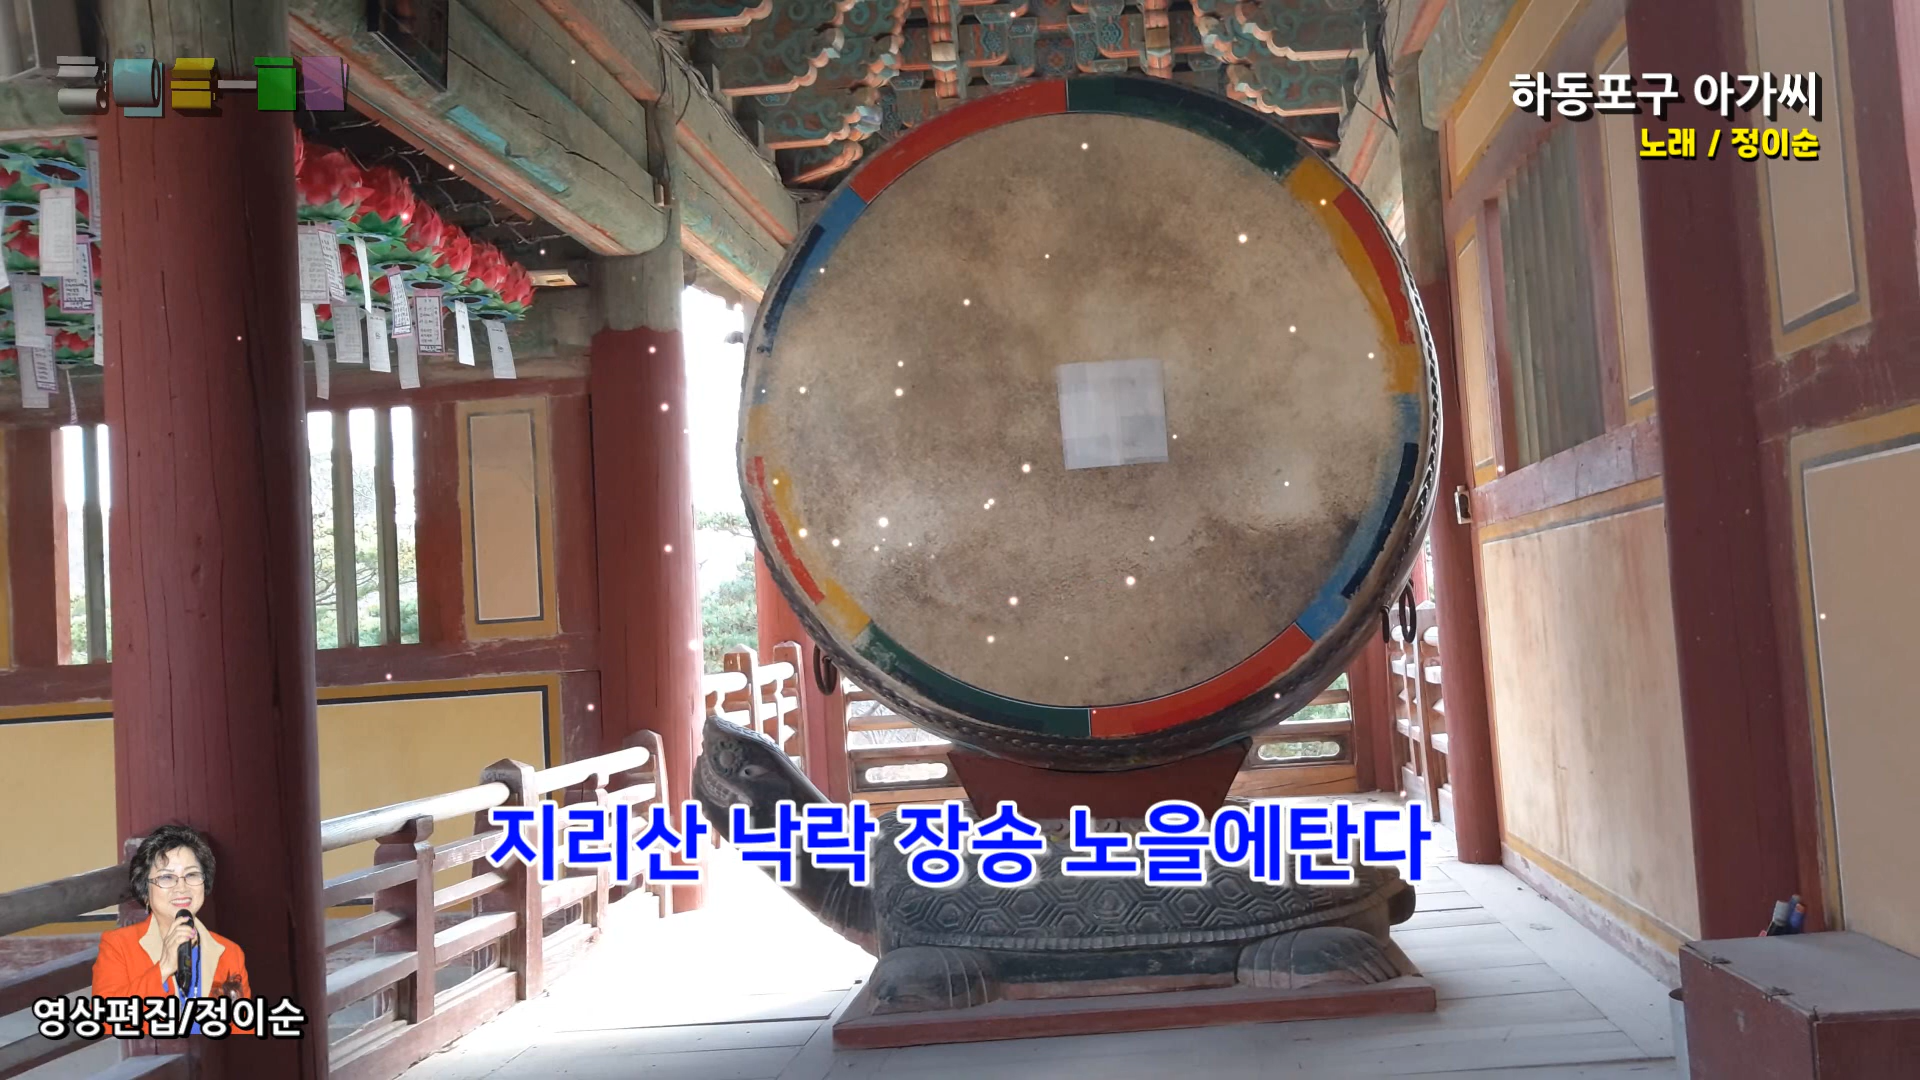 하동포구 아가씨
노래 / 정이순
지리산 낙락 장송 노을에탄다
영상편집/정이순